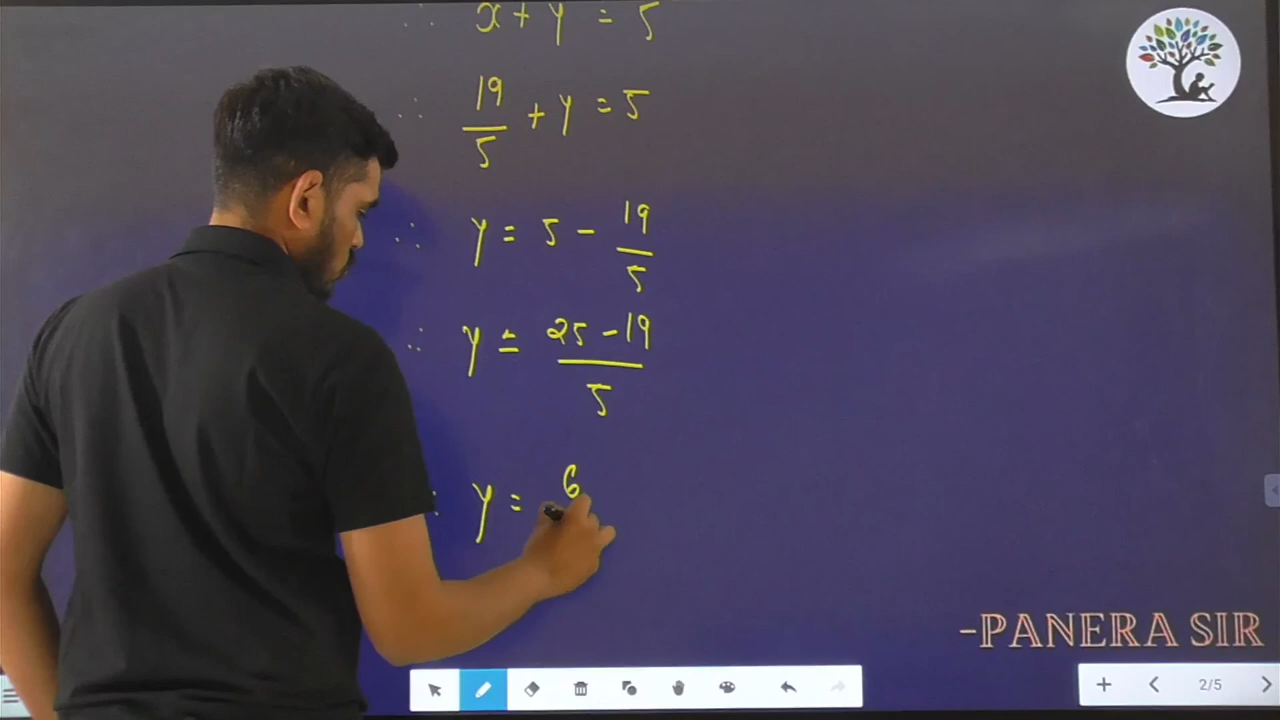 ∴ x + y = 5
∴ 19/5 + y = 5
∴ y = 5 - 19/5
∴ y = 25 - 19/5
∴ y = 6
-PANERA SIR
2/5